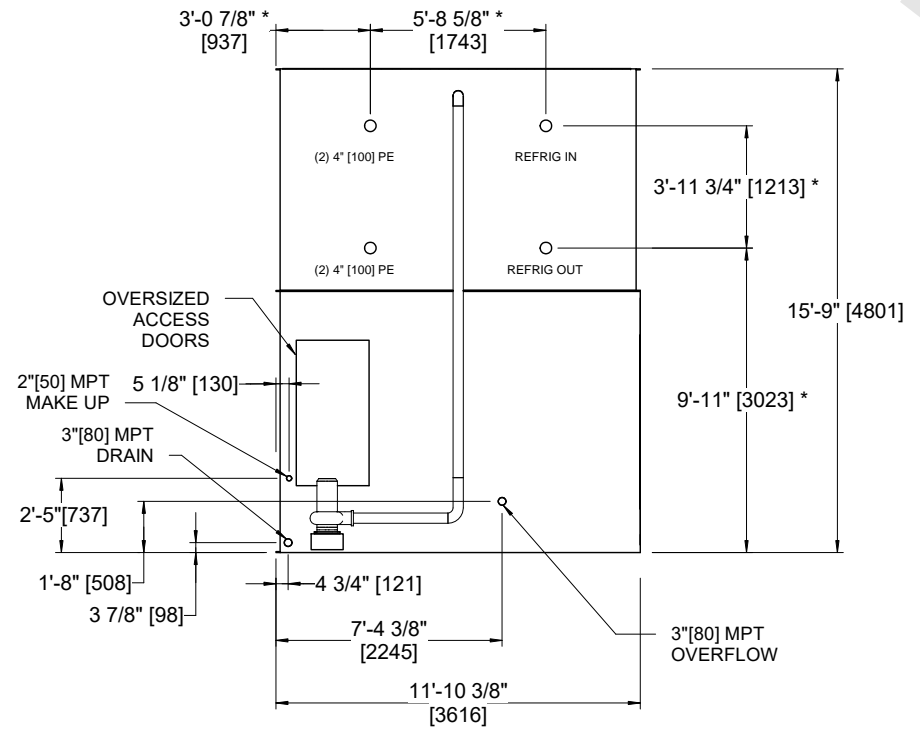 3'-0 7/8" *
[937]
5'-8 5/8" *
[1743]
(2) 4" [100] PE
REFRIG IN
3'-11 3/4" [1213] *
(2) 4" [100] PE
REFRIG OUT
OVERSIZED
ACCESS
DOORS
15'-9" [4801]
2"[50] MPT
MAKE UP
5 1/8" [130]
9'-11" [3023] *
3"[80] MPT
DRAIN
2'-5"[737]
1'-8" [508]
4 3/4" [121]
3 7/8" [98]
7'-4 3/8"
[2245]
3"[80] MPT
OVERFLOW
11'-10 3/8"
[3616]